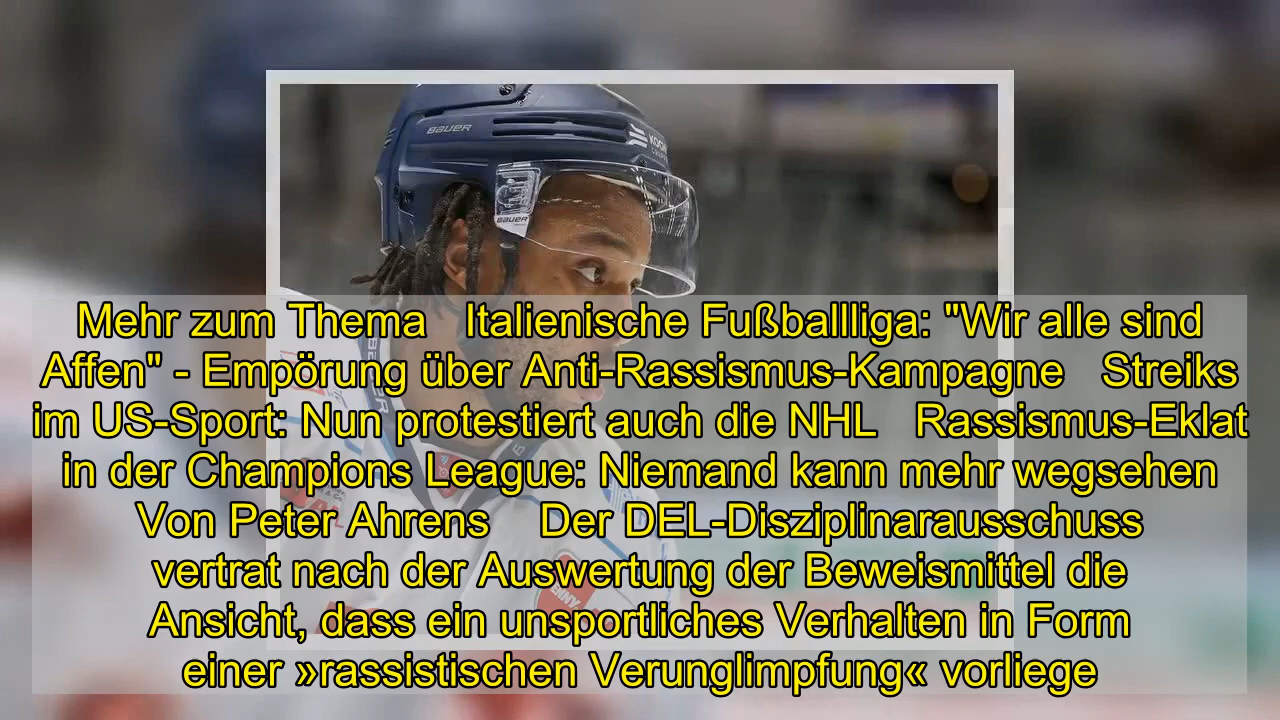 BAUER
KOCH
BAUER
Mehr zum Thema   Italienische Fußballliga: "Wir alle sind
Affen" - Empörung über Anti-Rassismus-Kampagne   Streiks
im US-Sport: Nun protestiert auch die NHL   Rassismus-Eklat
in der Champions League: Niemand kann mehr wegsehen
Von Peter Ahrens    Der DEL-Disziplinarausschuss
vertrat nach der Auswertung der Beweismittel die
Ansicht, dass ein unsportliches Verhalten in Form
einer »rassistischen Verunglimpfung« vorliege